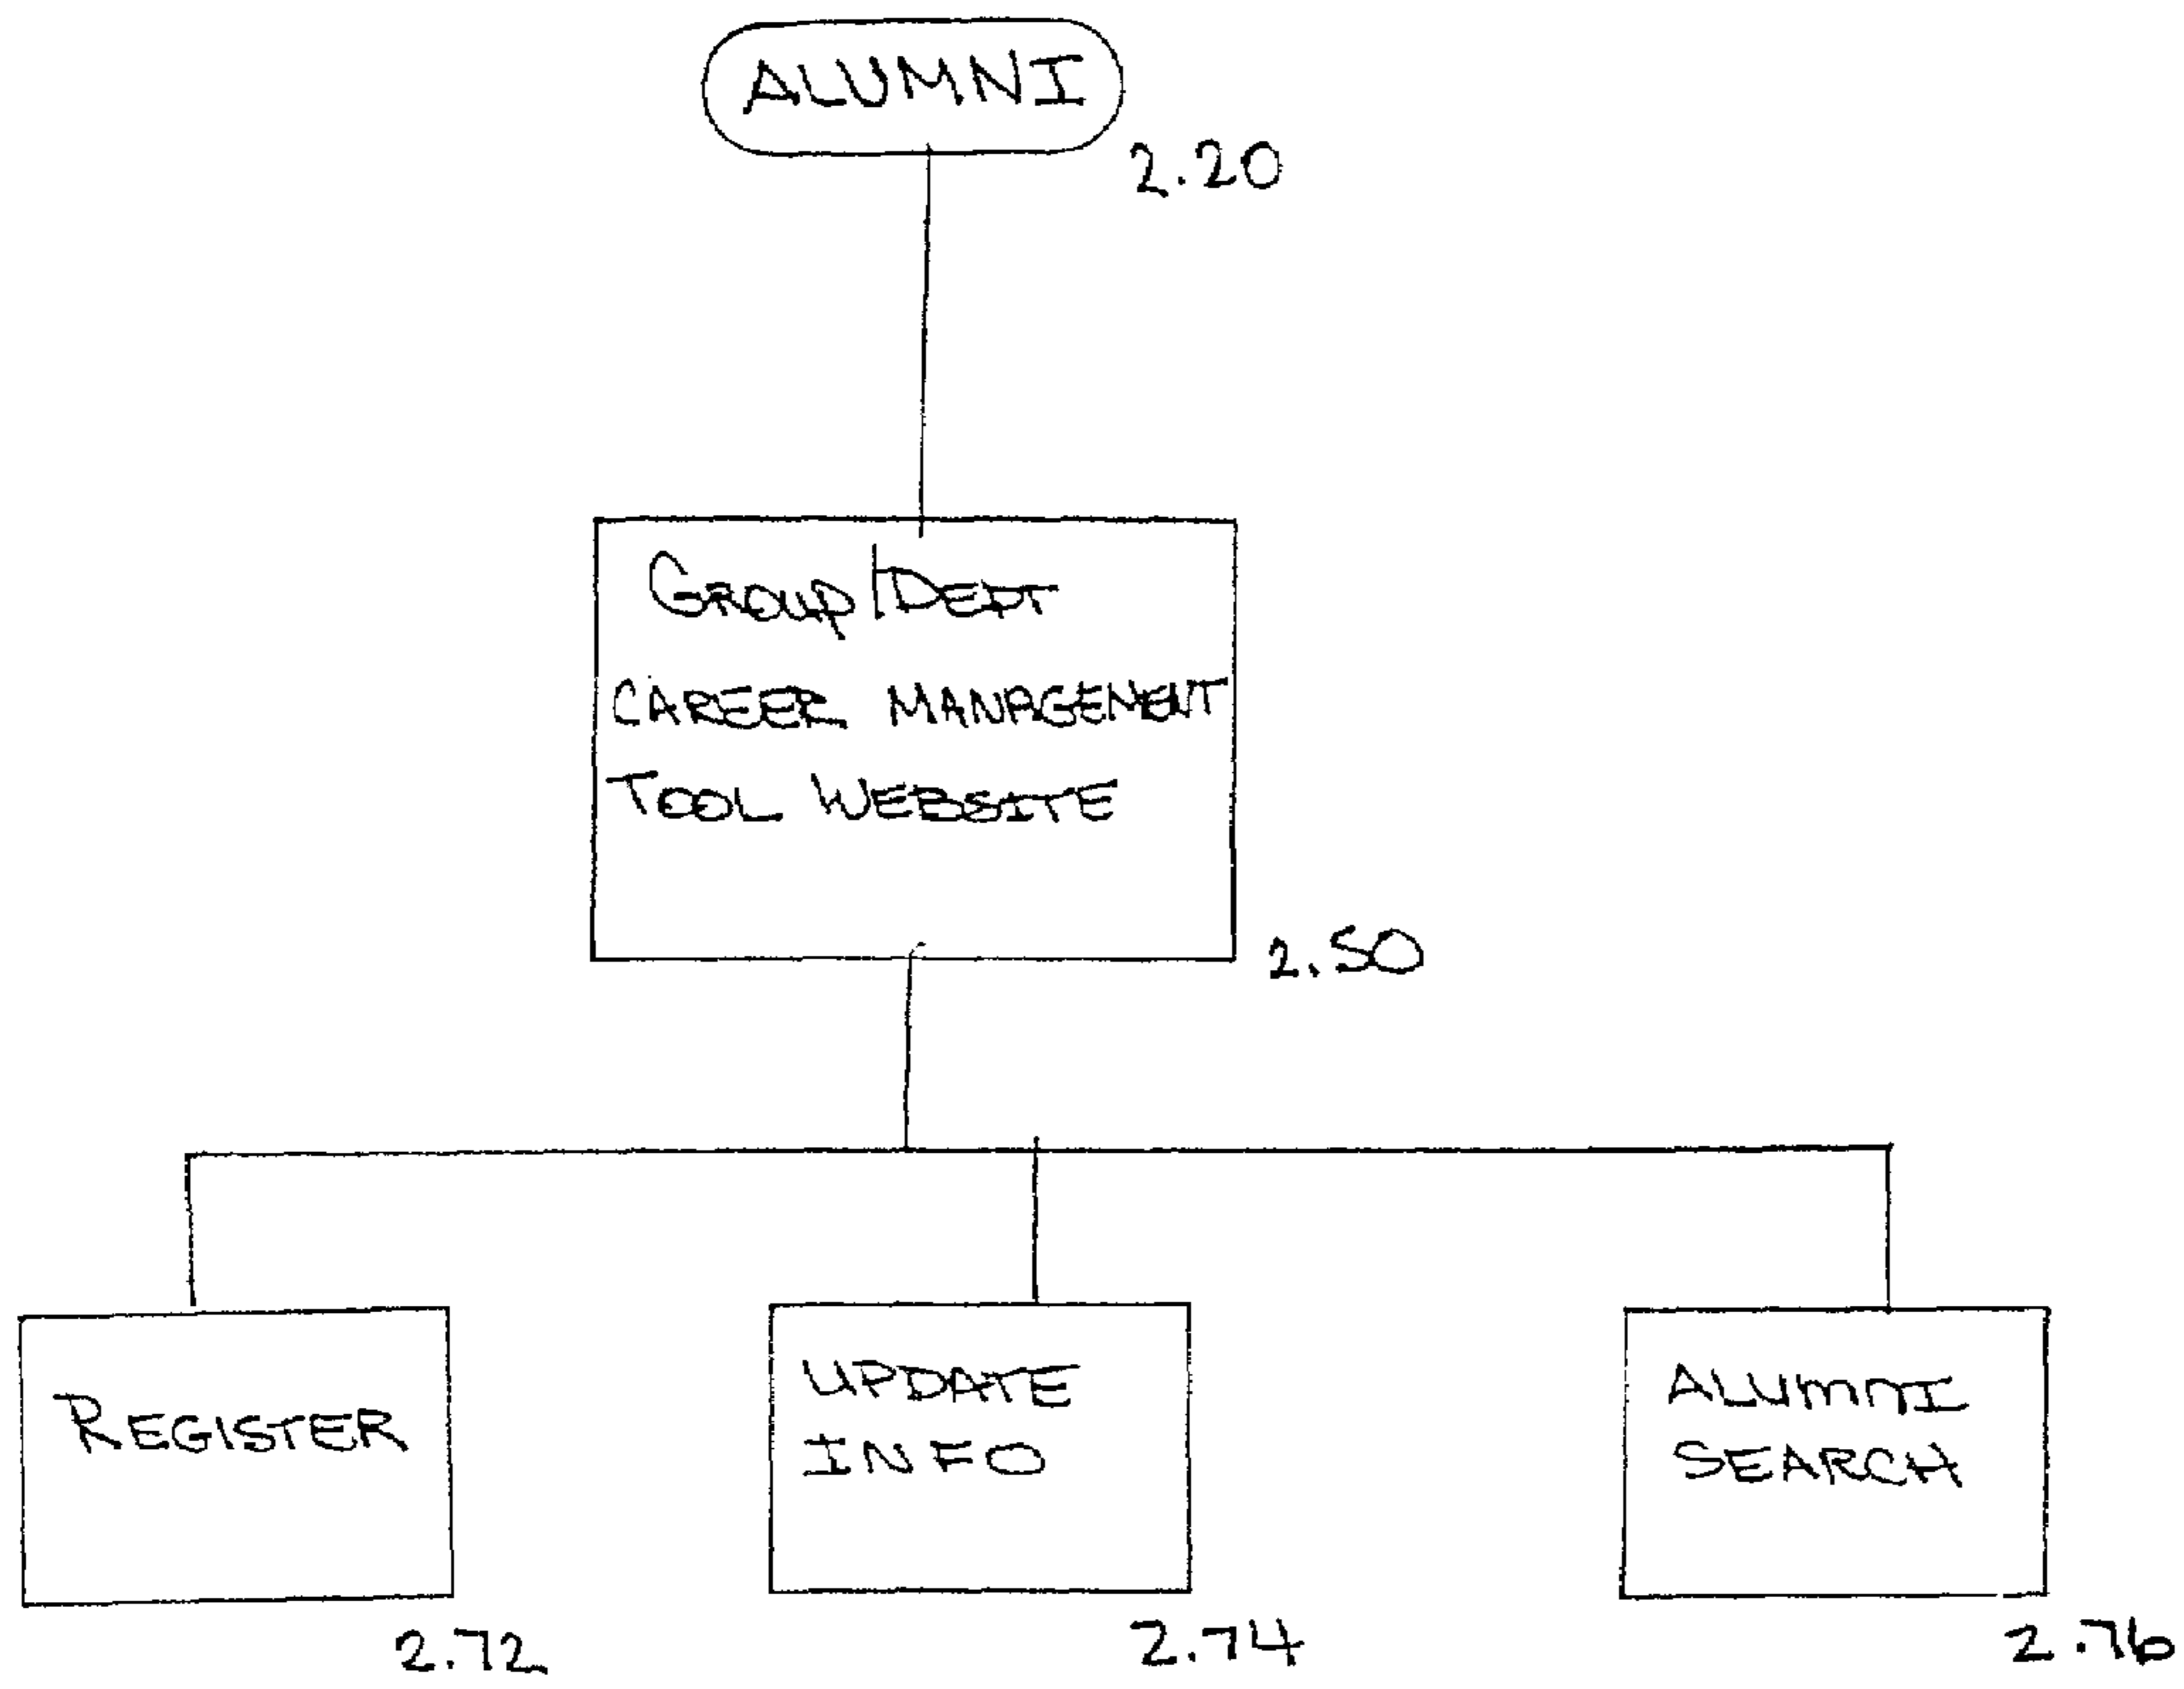 ALUMNI
2.20
GROUP/DEPT
CAREER MANAGEMENT
TOOL WEBSITE
2.50
REGISTER
2.72
UPDATE
INFO
2.74
ALUMNI
SEARCH
2.76